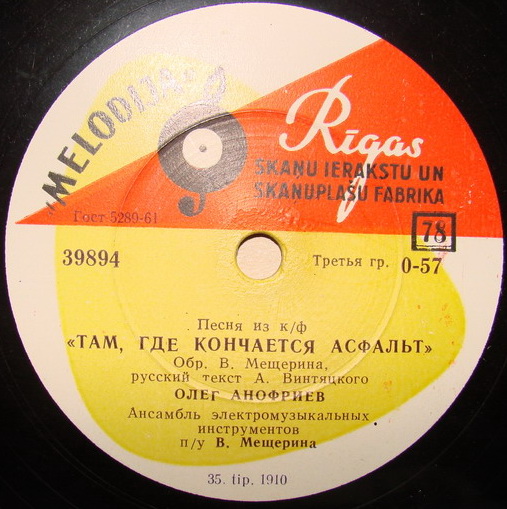 "MELODIJA"
Rīgas
SKAŅU IERAKSTU UN
SKAŅUPLAŠU FABRIKA
Гост 5289-61
78
39894
Третья гр. 0-57
Песня из к/ф
«ТАМ, ГДЕ КОНЧАЕТСЯ АСФАЛЬТ»
Обр. В. Мещерина,
русский текст А. Винтяцкого
ОЛЕГ АНОФРИЕВ
Ансамбль электромузыкальных
инструментов
п/у В. Мещерина
35. tip, 1910